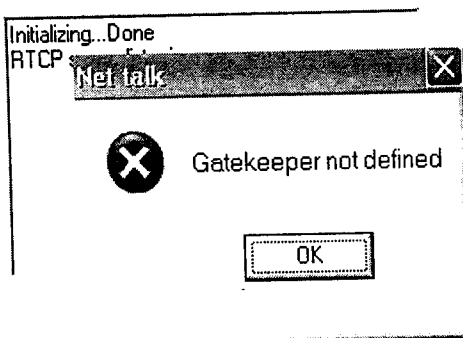 Initializing...Done
RTCP
Net talk
Gatekeeper not defined
OK